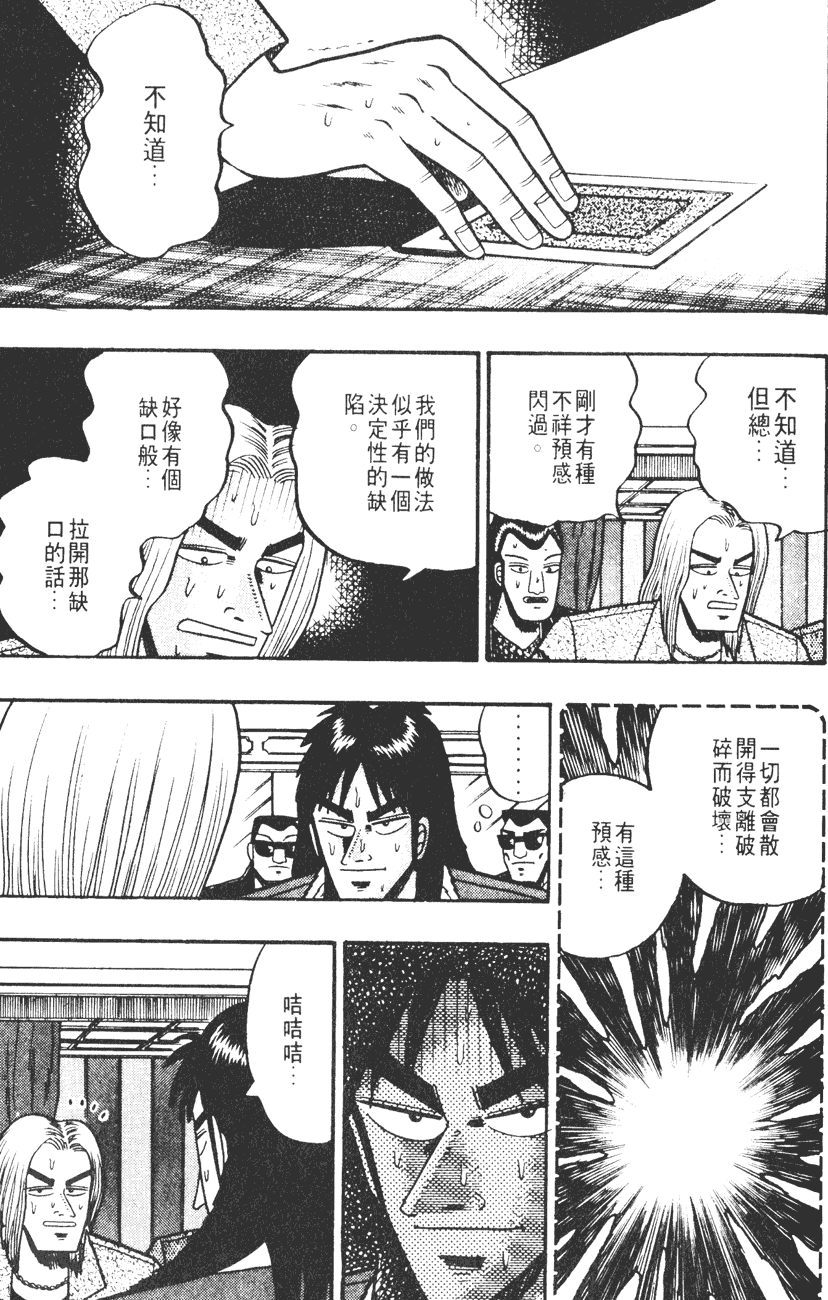 不知道…
不知道…
但總…
剛才有種
不祥預感
閃過。
我們的做法
似乎有一個
決定性的缺
陷。
好像有個
缺口般…
拉開那缺
口的話…
一切都會散
開得支離破
碎而破壞…
有這種
預感…
………
咭咭咭…